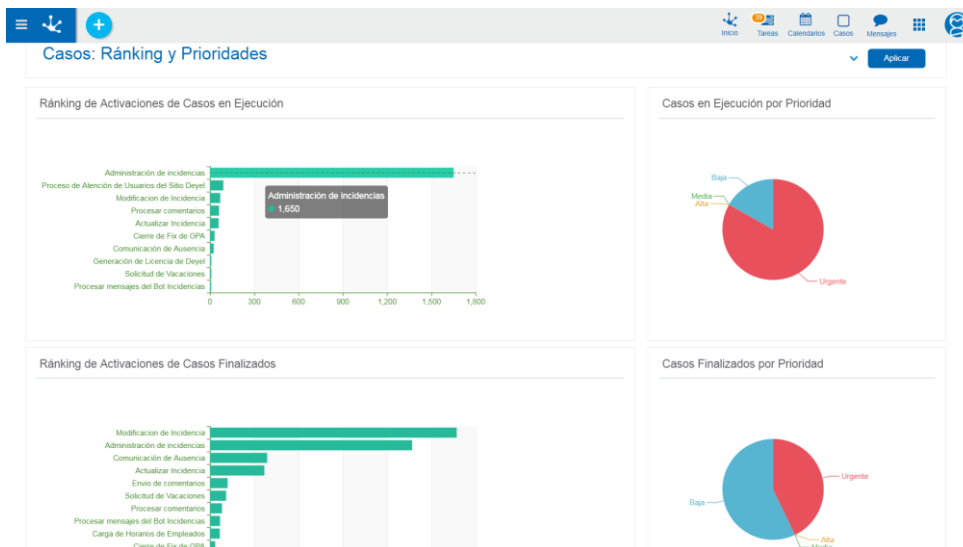 Inicio
Tareas
Calendarios
Casos
Mensajes
Casos: Ránking y Prioridades
Aplicar
Ránking de Activaciones de Casos en Ejecución
Administración de incidencias
Proceso de Atención de Usuarios del Sitio Deyel
Modificacion de Incidencia
Procesar comentarios
Actualizar Incidencia
Cierre de Fix de GPA
Comunicación de Ausencia
Generación de Licencia de Deyel
Solicitud de Vacaciones
Procesar mensajes del Bot Incidencias
Administración de incidencias
1,650
0 300 600 900 1,200 1,500 1,800
Casos en Ejecución por Prioridad
Baja
Media
Alta
Urgente
Ránking de Activaciones de Casos Finalizados
Modificacion de Incidencia
Administración de incidencias
Comunicación de Ausencia
Actualizar Incidencia
Envio de comentarios
Solicitud de Vacaciones
Procesar comentarios
Procesar mensajes del Bot Incidencias
Carga de Horarios de Empleados
Cierre de Fix de GPA
Casos Finalizados por Prioridad
Urgente
Baja
Alta
Media